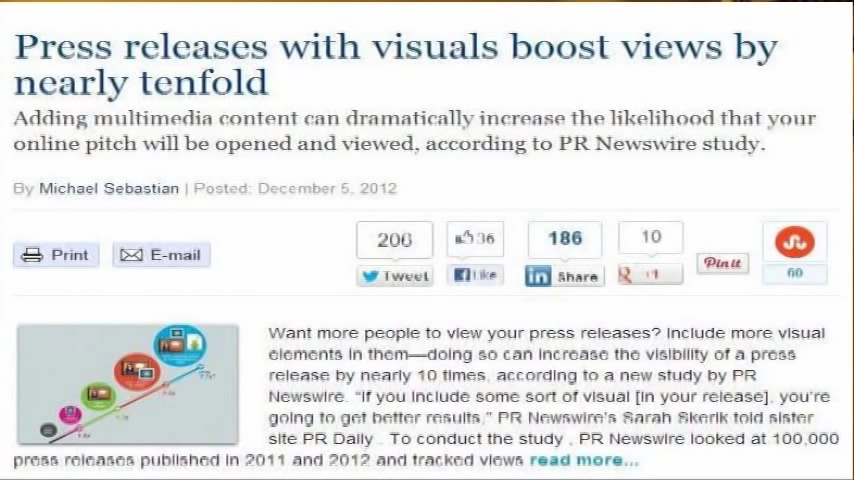 Press releases with visuals boost views by
nearly tenfold
Adding multimedia content can dramatically increase the likelihood that your
online pitch will be opened and viewed, according to PR Newswire study.
By Michael Sebastian | Posted: December 5, 2012
Print E-mail
206 36 186 10 60
Tweet Like Share +1 Pin it
Want more people to view your press releases? Include more visual
elements in them—doing so can increase the visibility of a press
release by nearly 10 times, according to a new study by PR
Newswire. "If you include some sort of visual [in your release], you're
going to get better results," PR Newswire's Sarah Skerik told sister
site PR Daily . To conduct the study , PR Newswire looked at 100,000
press releases published in 2011 and 2012 and tracked views read more...